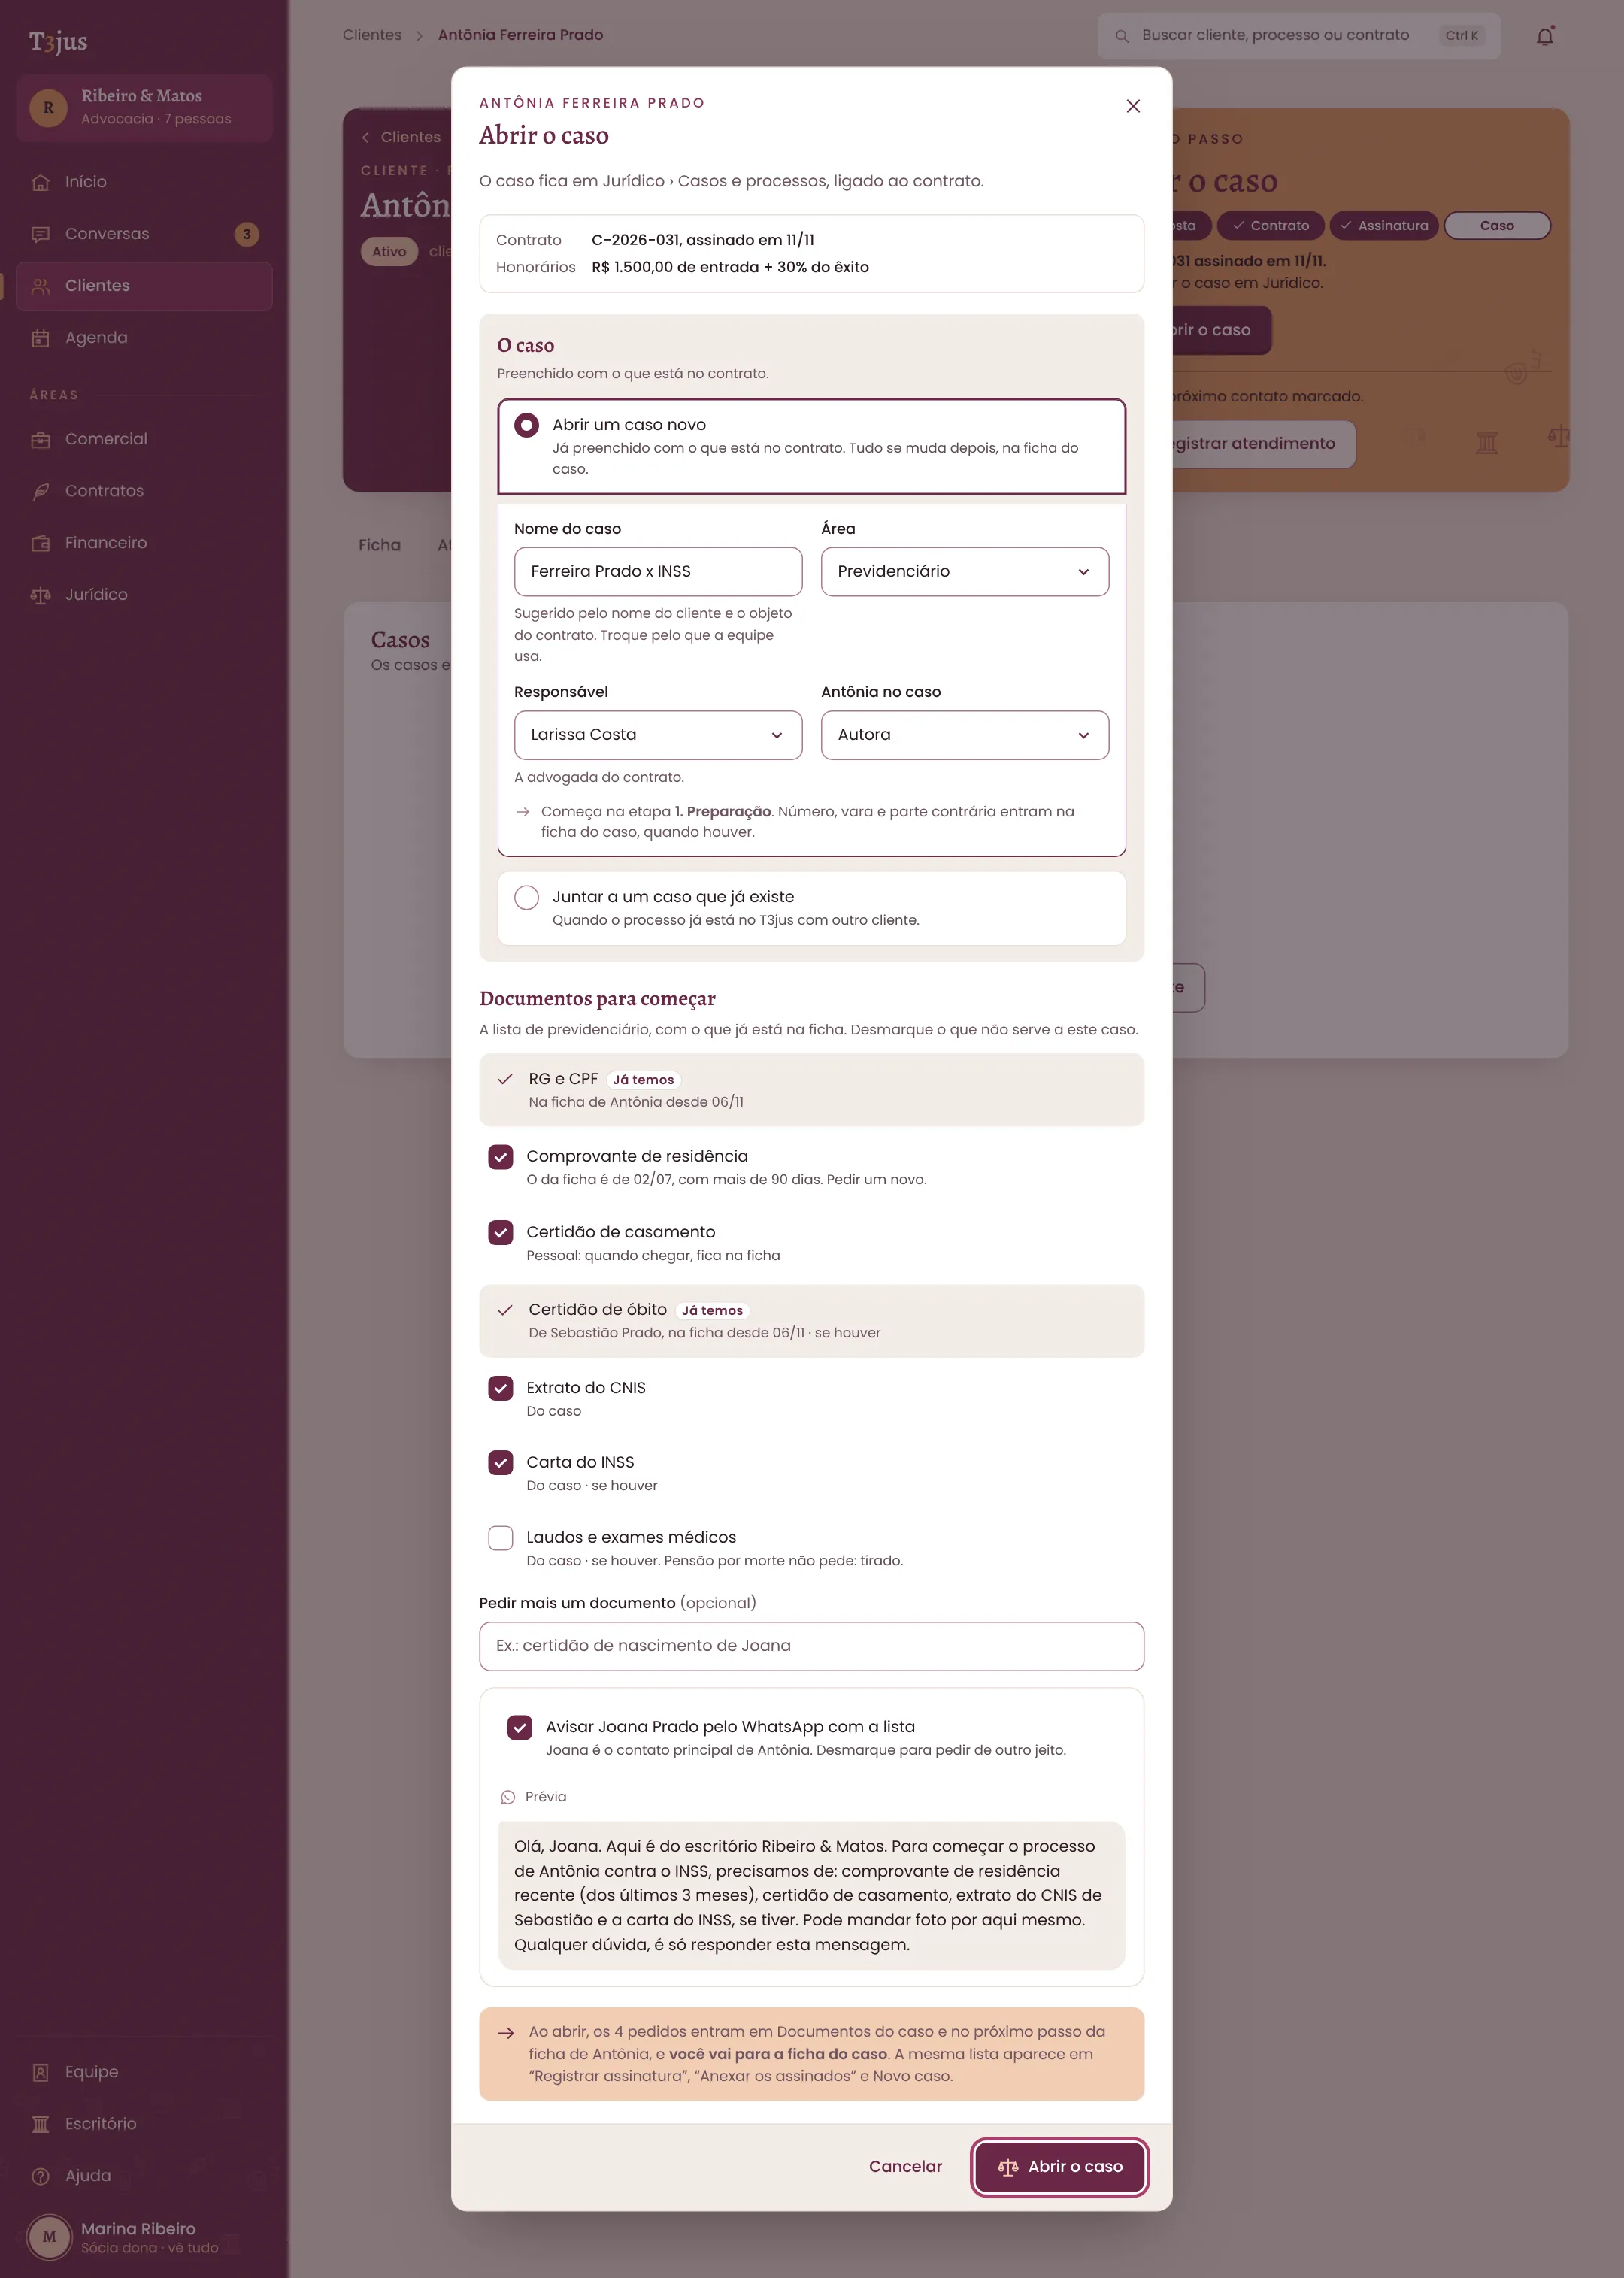 T3jus
R
Ribeiro & Matos
Advocacia · 7 pessoas
Início
Conversas
3
Clientes
Agenda
ÁREAS
Comercial
Contratos
Financeiro
Jurídico
Equipe
Escritório
Ajuda
M
Marina Ribeiro
Sócia dona · vê tudo
Clientes
Antônia Ferreira Prado
Buscar cliente, processo ou contrato
Ctrl K
Clientes
CLIENTE ·
Antôn
Ativo
PASSO
o caso
Contrato
Assinatura
Caso
assinado em 11/11.
o caso em Jurídico.
o caso
contato marcado.
atendimento
Ficha
Casos
Os casos e
ANTÔNIA FERREIRA PRADO
Abrir o caso
O caso fica em Jurídico › Casos e processos, ligado ao contrato.
Contrato C-2026-031, assinado em 11/11
Honorários R$ 1.500,00 de entrada + 30% do êxito
O caso
Preenchido com o que está no contrato.
Abrir um caso novo
Já preenchido com o que está no contrato. Tudo se muda depois, na ficha do
caso.
Nome do caso
Área
Ferreira Prado x INSS
Previdenciário
Sugerido pelo nome do cliente e o objeto
do contrato. Troque pelo que a equipe
usa.
Responsável
Antônia no caso
Larissa Costa
Autora
A advogada do contrato.
Começa na etapa 1. Preparação. Número, vara e parte contrária entram na
ficha do caso, quando houver.
Juntar a um caso que já existe
Quando o processo já está no T3jus com outro cliente.
Documentos para começar
A lista de previdenciário, com o que já está na ficha. Desmarque o que não serve a este caso.
RG e CPF Já temos
Na ficha de Antônia desde 06/11
Comprovante de residência
O da ficha é de 02/07, com mais de 90 dias. Pedir um novo.
Certidão de casamento
Pessoal: quando chegar, fica na ficha
Certidão de óbito Já temos
De Sebastião Prado, na ficha desde 06/11 · se houver
Extrato do CNIS
Do caso
Carta do INSS
Do caso · se houver
Laudos e exames médicos
Do caso · se houver. Pensão por morte não pede: tirado.
Pedir mais um documento (opcional)
Ex.: certidão de nascimento de Joana
Avisar Joana Prado pelo WhatsApp com a lista
Joana é o contato principal de Antônia. Desmarque para pedir de outro jeito.
Prévia
Olá, Joana. Aqui é do escritório Ribeiro & Matos. Para começar o processo
de Antônia contra o INSS, precisamos de: comprovante de residência
recente (dos últimos 3 meses), certidão de casamento, extrato do CNIS de
Sebastião e a carta do INSS, se tiver. Pode mandar foto por aqui mesmo.
Qualquer dúvida, é só responder esta mensagem.
Ao abrir, os 4 pedidos entram em Documentos do caso e no próximo passo da
ficha de Antônia, e você vai para a ficha do caso. A mesma lista aparece em
“Registrar assinatura”, “Anexar os assinados” e Novo caso.
Cancelar
Abrir o caso